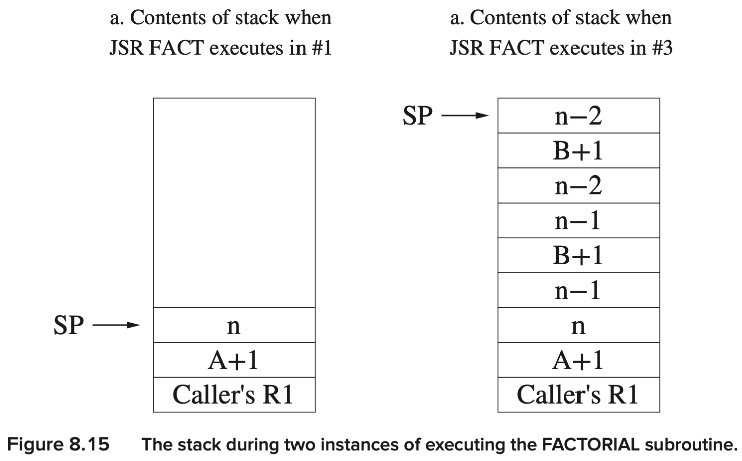 a. Contents of stack when
JSR FACT executes in #1
SP
n
A+1
Caller's R1
a. Contents of stack when
JSR FACT executes in #3
SP
n−2
B+1
n−2
n−1
B+1
n−1
n
A+1
Caller's R1
Figure 8.15 The stack during two instances of executing the FACTORIAL subroutine.